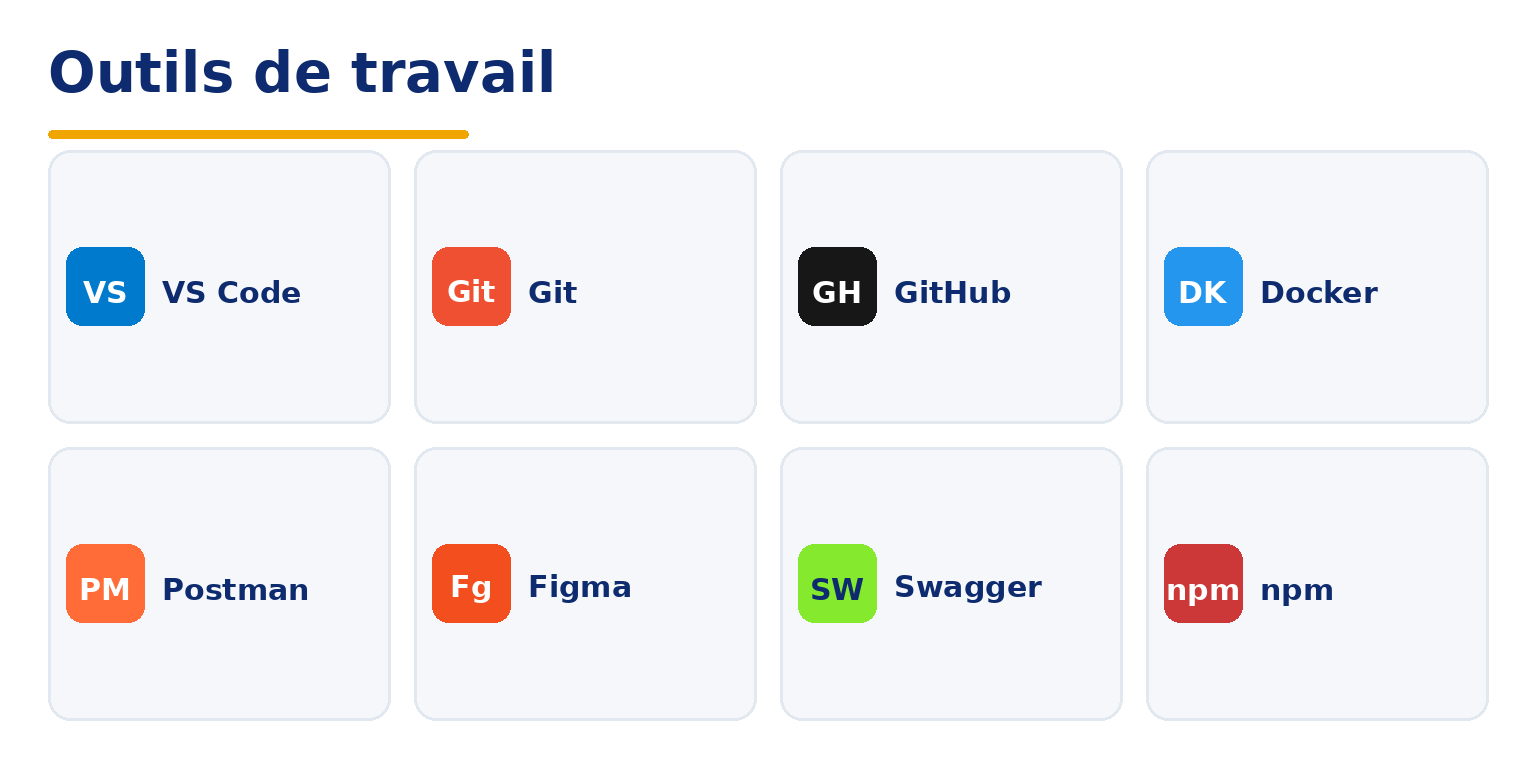 Outils de travail
VS VS Code
Git Git
GH GitHub
DK Docker
PM Postman
Fg Figma
SW Swagger
npm npm